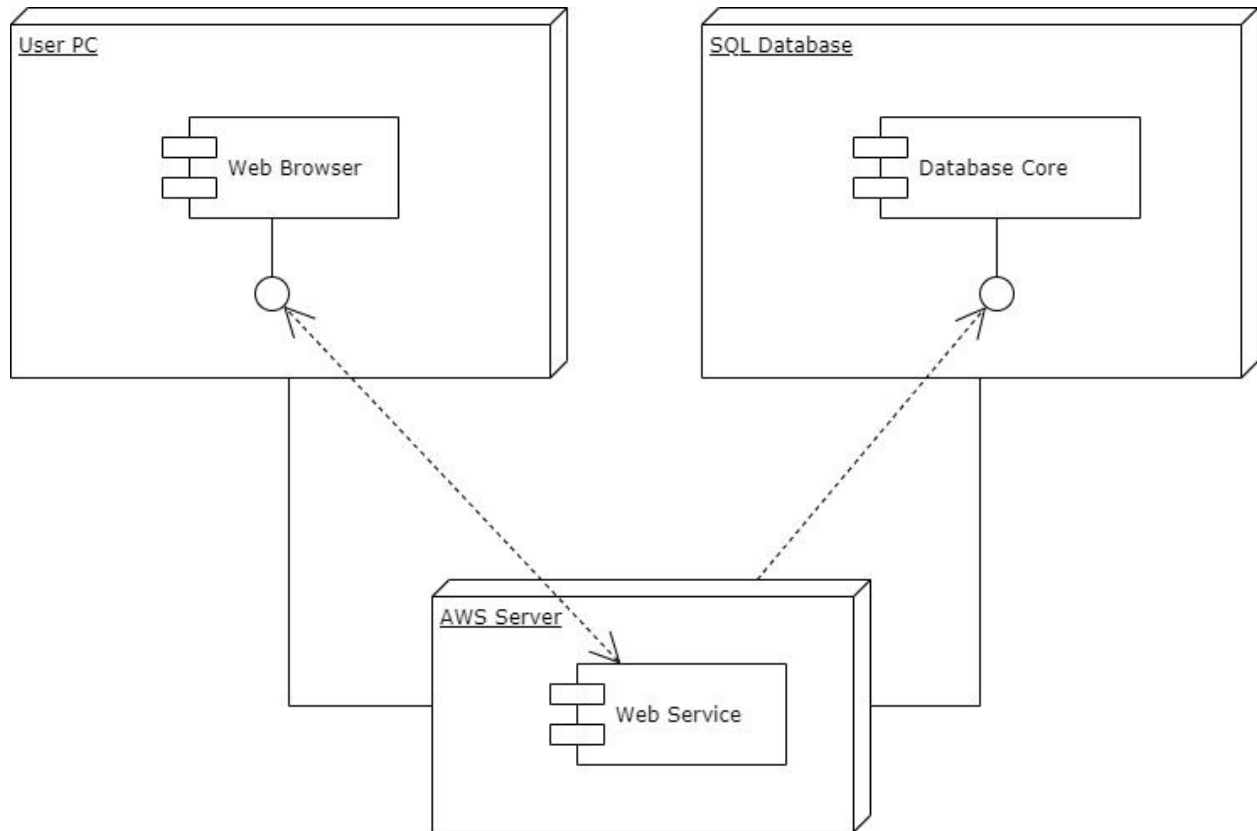 User PC
SQL Database
Web Browser
Database Core
AWS Server
Web Service